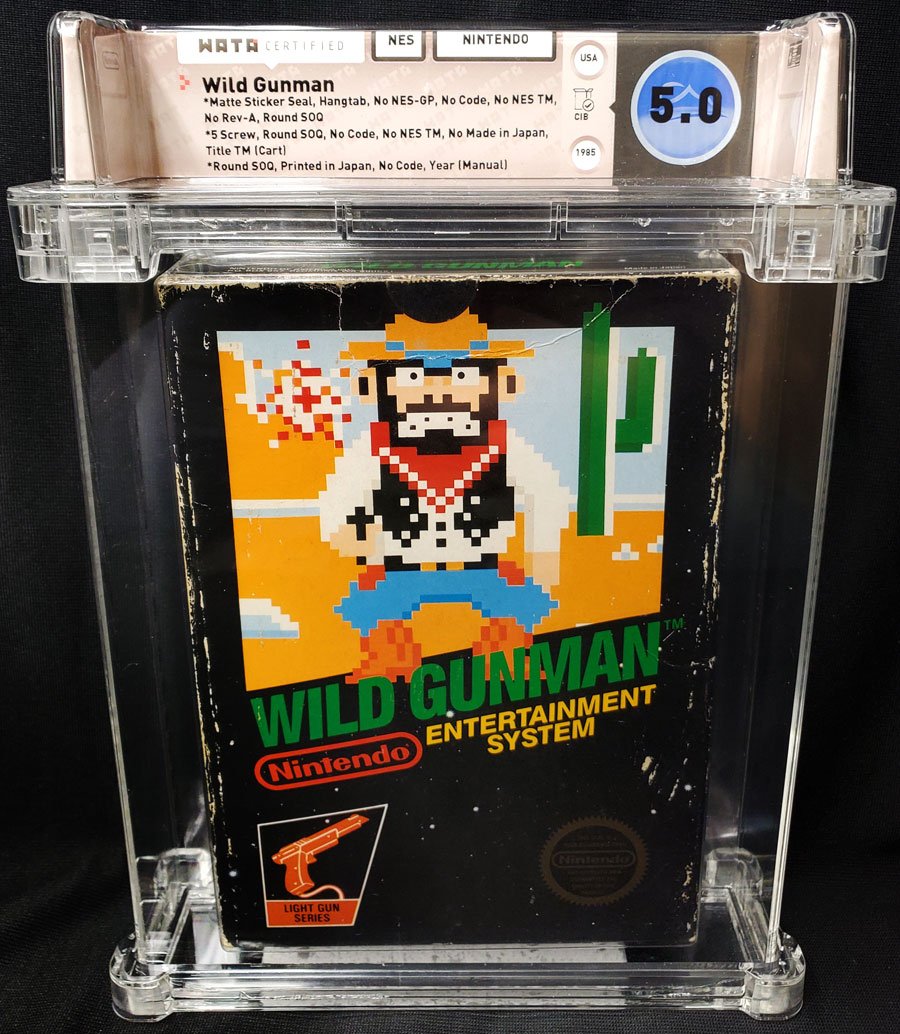 WATA CERTIFIED
NES
NINTENDO
Wild Gunman
*Matte Sticker Seal, Hangtab, No NES-GP, No Code, No NES TM,
No Rev-A, Round SOQ
*5 Screw, Round SOQ, No Code, No NES TM, No Made in Japan,
Title TM (Cart)
*Round SOQ, Printed in Japan, No Code, Year (Manual)
USA
CIB
1985
5.0
WILD GUNMAN™
Nintendo
ENTERTAINMENT
SYSTEM
LIGHT GUN
SERIES
Nintendo